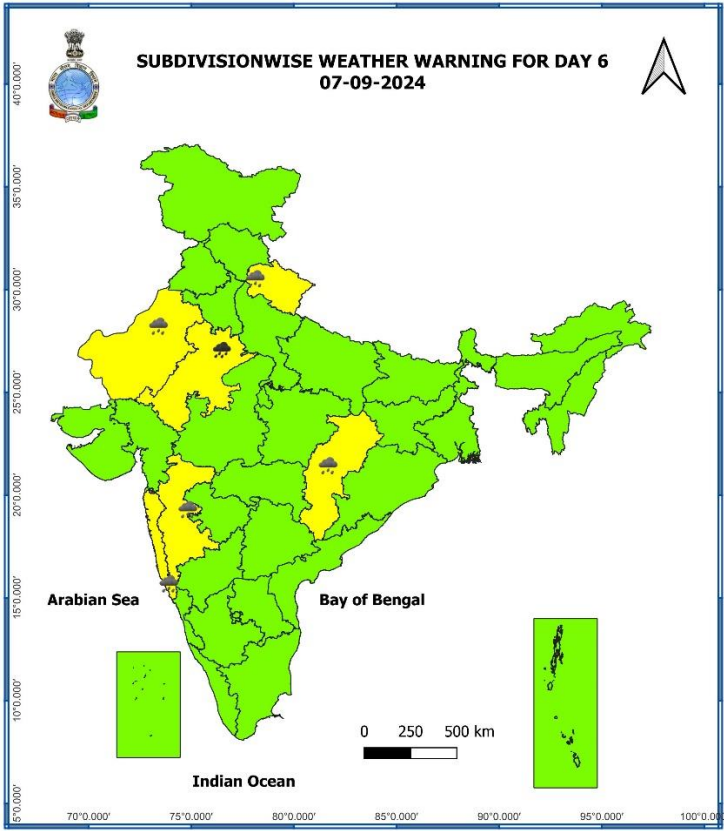 SUBDIVISIONWISE WEATHER WARNING FOR DAY 6
07-09-2024
40°0.000'
35°0.000'
30°0.000'
25°0.000'
20°0.000'
15°0.000'
10°0.000'
5°0.000'
Arabian Sea
Bay of Bengal
0 250 500 km
Indian Ocean
70°0.000' 75°0.000' 80°0.000' 85°0.000' 90°0.000' 95°0.000' 100°0.00